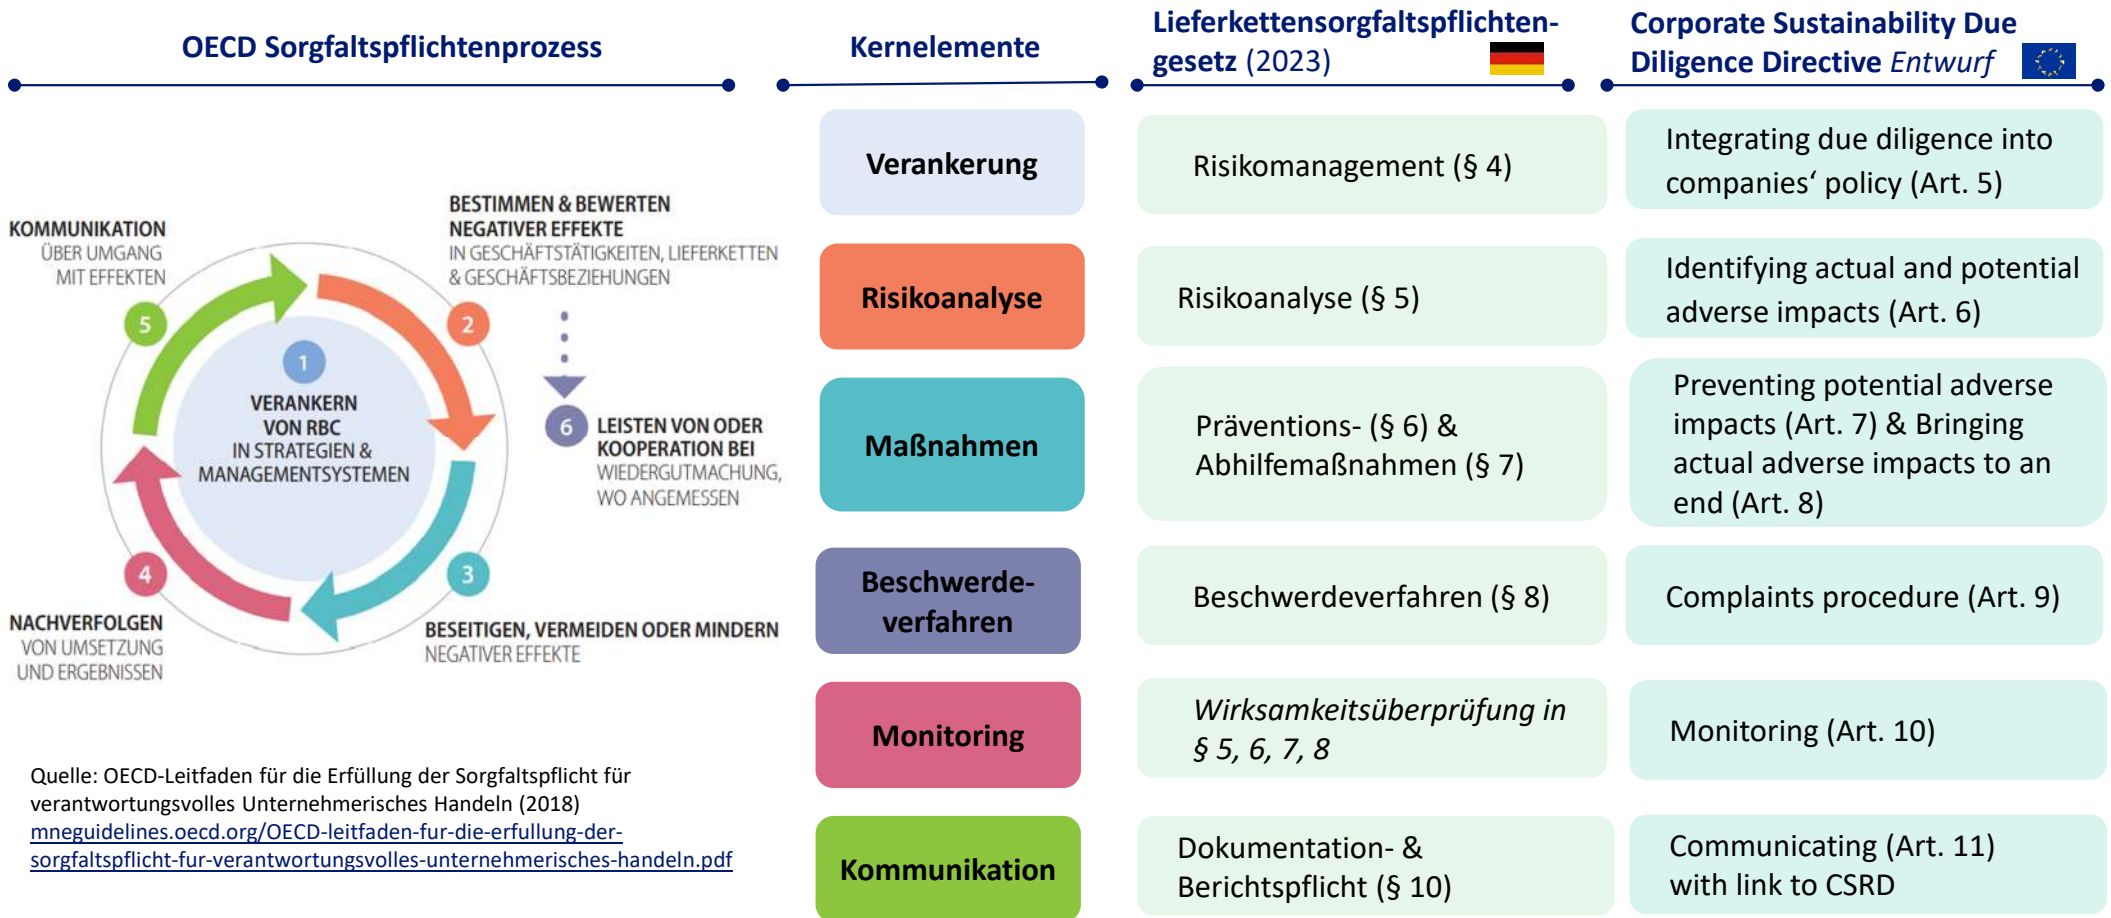 OECD Sorgfaltspflichtenprozess
Kernelemente
Lieferkettensorgfaltspflichten-
gesetz (2023)
Corporate Sustainability Due
Diligence Directive Entwurf
KOMMUNIKATION
ÜBER UMGANG
MIT EFFEKTEN
5
BESTIMMEN & BEWERTEN
NEGATIVER EFFEKTE
IN GESCHÄFTSTÄTIGKEITEN, LIEFERKETTEN
& GESCHÄFTSBEZIEHUNGEN
2
1
VERANKERN
VON RBC
IN STRATEGIEN &
MANAGEMENTSYSTEMEN
6
LEISTEN VON ODER
KOOPERATION BEI
WIEDERGUTMACHUNG,
WO ANGEMESSEN
4
NACHVERFOLGEN
VON UMSETZUNG
UND ERGEBNISSEN
3
BESEITIGEN, VERMEIDEN ODER MINDERN
NEGATIVER EFFEKTE
Quelle: OECD-Leitfaden für die Erfüllung der Sorgfaltspflicht für
verantwortungsvolles Unternehmerisches Handeln (2018)
mneguidelines.oecd.org/OECD-leitfaden-fur-die-erfullung-der-
sorgfaltspflicht-fur-verantwortungsvolles-unternehmerisches-handeln.pdf
Verankerung
Risikomanagement (§ 4)
Integrating due diligence into
companies‘ policy (Art. 5)
Risikoanalyse
Risikoanalyse (§ 5)
Identifying actual and potential
adverse impacts (Art. 6)
Maßnahmen
Präventions- (§ 6) &
Abhilfemaßnahmen (§ 7)
Preventing potential adverse
impacts (Art. 7) & Bringing
actual adverse impacts to an
end (Art. 8)
Beschwerde-
verfahren
Beschwerdeverfahren (§ 8)
Complaints procedure (Art. 9)
Monitoring
Wirksamkeitsüberprüfung in
§ 5, 6, 7, 8
Monitoring (Art. 10)
Kommunikation
Dokumentation- &
Berichtspflicht (§ 10)
Communicating (Art. 11)
with link to CSRD